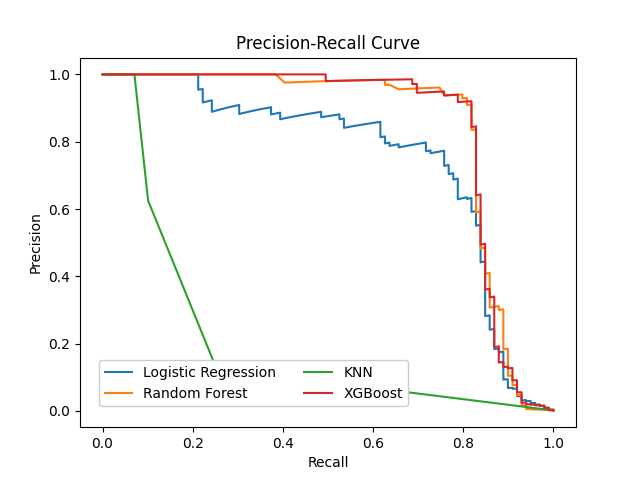 Precision-Recall Curve
Precision
1.0
0.8
0.6
0.4
0.2
0.0
Logistic Regression
Random Forest
KNN
XGBoost
0.0 0.2 0.4 0.6 0.8 1.0
Recall